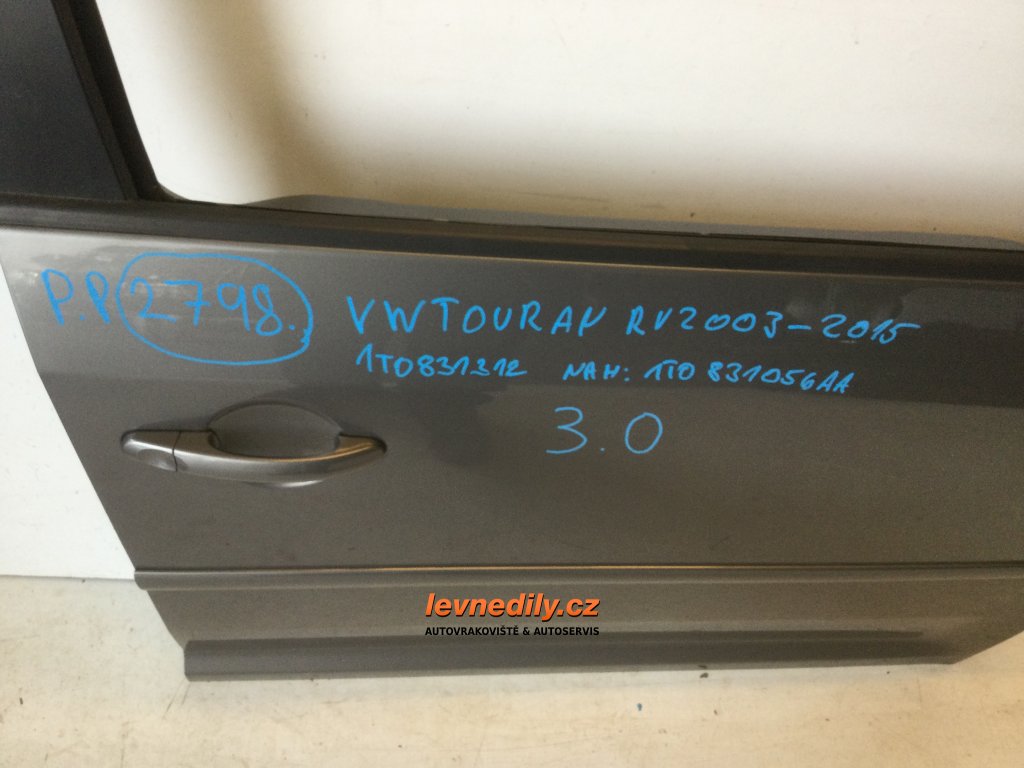 P.P 2798. VW TOURAN RV2003-2015
1T0831312 NAH: 1T0 831056AA
3.0
levnedily.cz
AUTOVRAKOVIŠTĚ & AUTOSERVIS